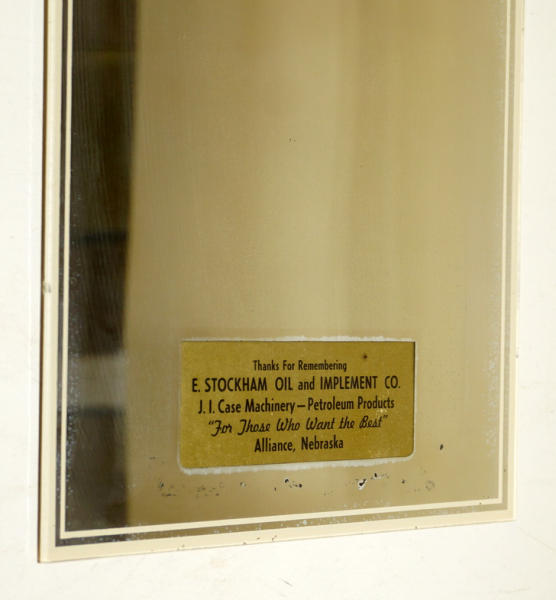 Thanks For Remembering
E. STOCKHAM OIL and IMPLEMENT CO.
J. I. Case Machinery—Petroleum Products
"For Those Who Want the Best"
Alliance, Nebraska